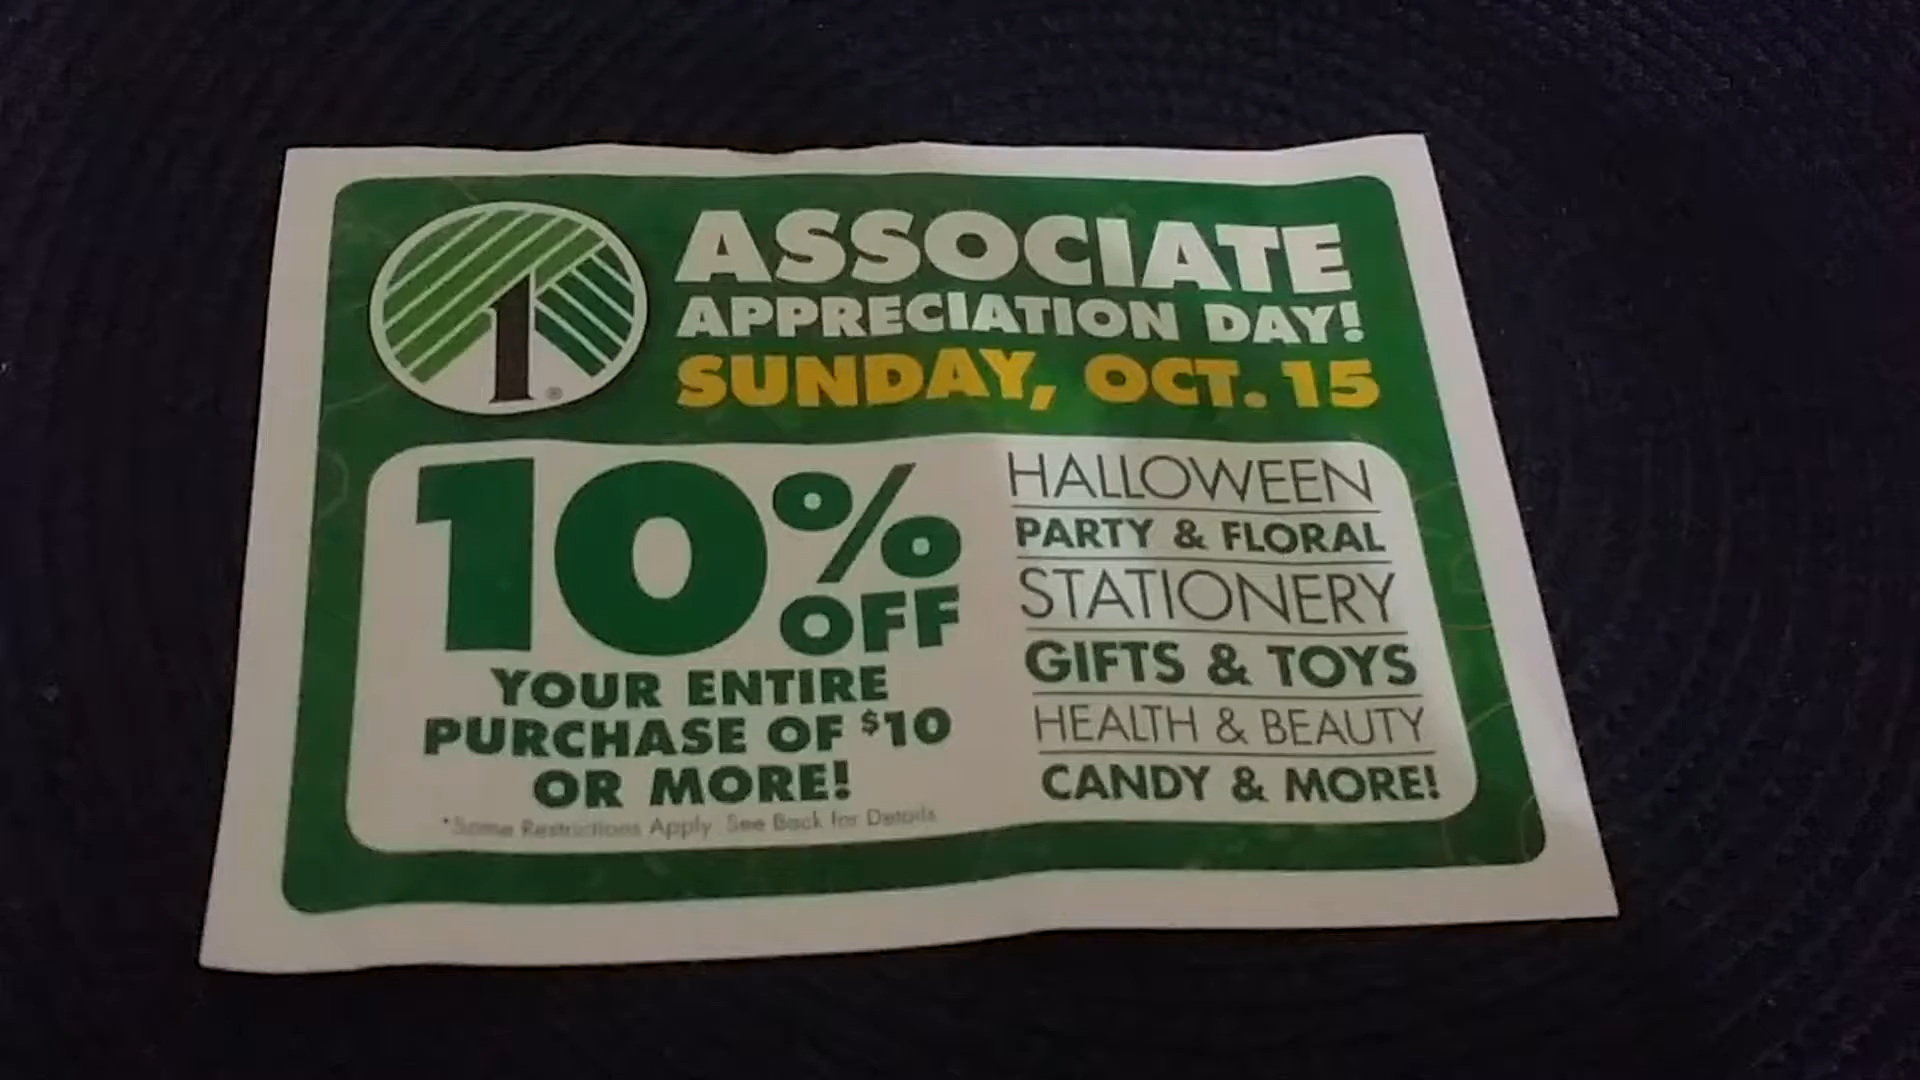 1
ASSOCIATE
APPRECIATION DAY!
SUNDAY, OCT. 15
10% OFF
YOUR ENTIRE
PURCHASE OF $10
OR MORE!
*Some Restrictions Apply. See Back for Details
HALLOWEEN
PARTY & FLORAL
STATIONERY
GIFTS & TOYS
HEALTH & BEAUTY
CANDY & MORE!